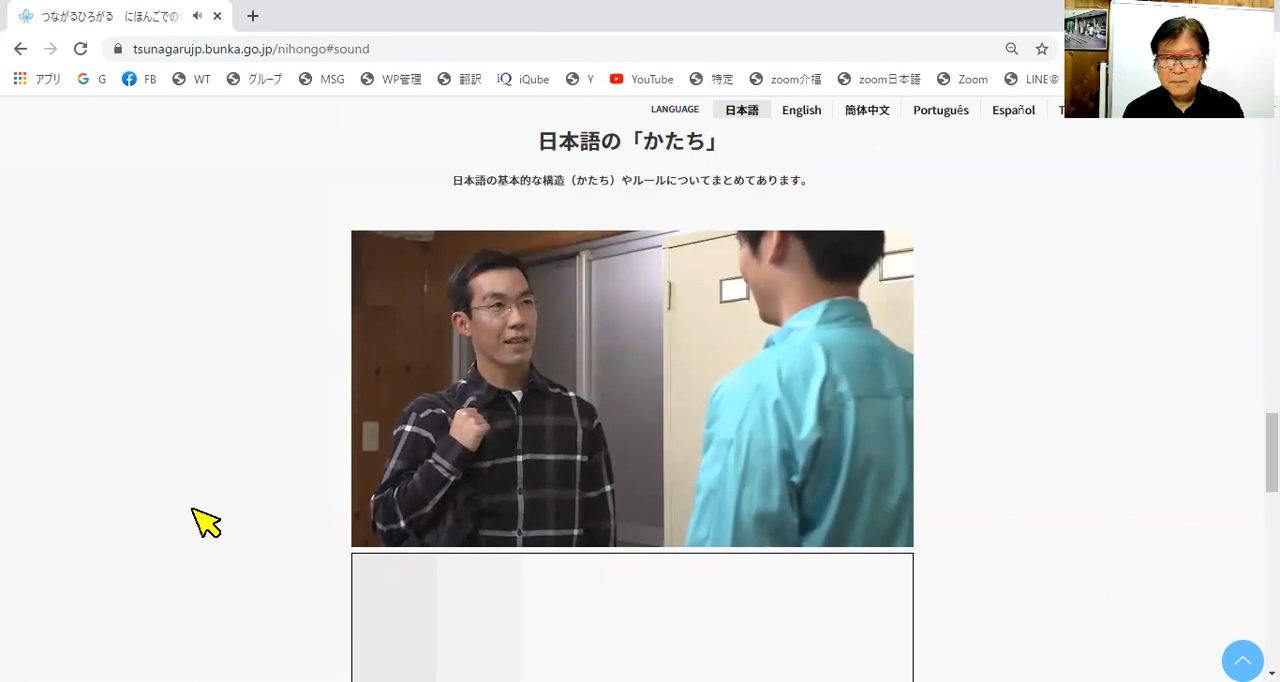 つながるひろがる にほんごでの
tsunagarujp.bunka.go.jp/nihongo#sound
アプリ G FB WT グループ MSG WP管理 翻訳 iQube Y YouTube 特定 zoom介福 zoom日本語 Zoom LINE@
LANGUAGE 日本語 English 简体中文 Português Español
日本語の「かたち」
日本語の基本的な構造（かたち）やルールについてまとめてあります。